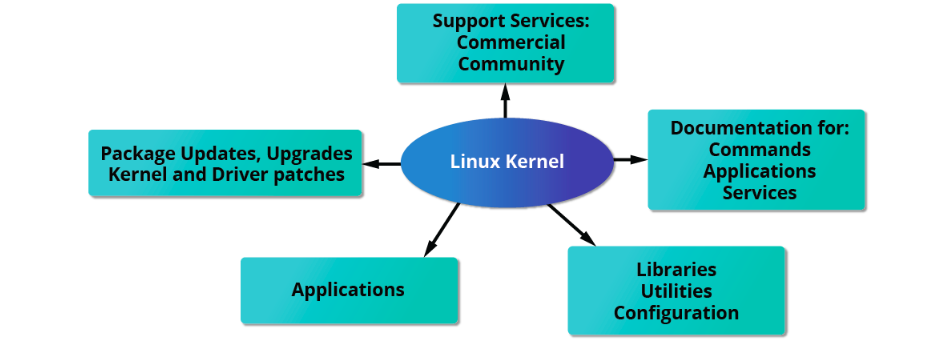 Support Services:
Commercial
Community
Package Updates, Upgrades
Kernel and Driver patches
Linux Kernel
Documentation for:
Commands
Applications
Services
Applications
Libraries
Utilities
Configuration